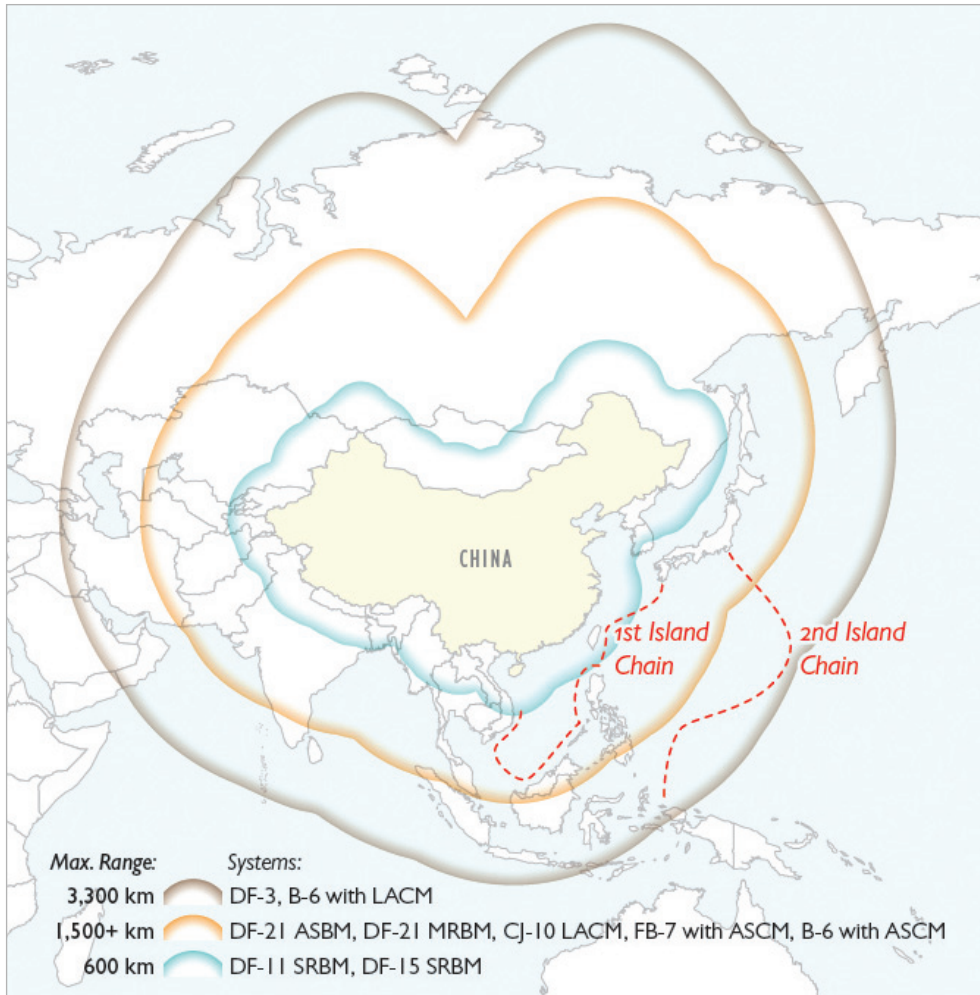 CHINA
1st Island
Chain
2nd Island
Chain
Max. Range:
Systems:
3,300 km
DF-3, B-6 with LACM
1,500+ km
DF-21 ASBM, DF-21 MRBM, CJ-10 LACM, FB-7 with ASCM, B-6 with ASCM
600 km
DF-11 SRBM, DF-15 SRBM